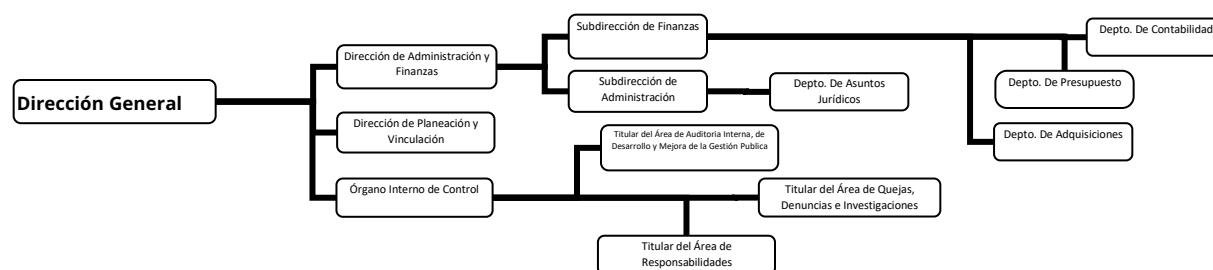 Subdirección de Finanzas
Depto. De Contabilidad
Dirección de Administración y
Finanzas
Subdirección de
Administración
Depto. De Asuntos
Jurídicos
Depto. De Presupuesto
Dirección General
Dirección de Planeación y
Vinculación
Titular del Área de Auditoria Interna, de
Desarrollo y Mejora de la Gestión Publica
Depto. De Adquisiciones
Órgano Interno de Control
Titular del Área de Quejas,
Denuncias e Investigaciones
Titular del Área de
Responsabilidades